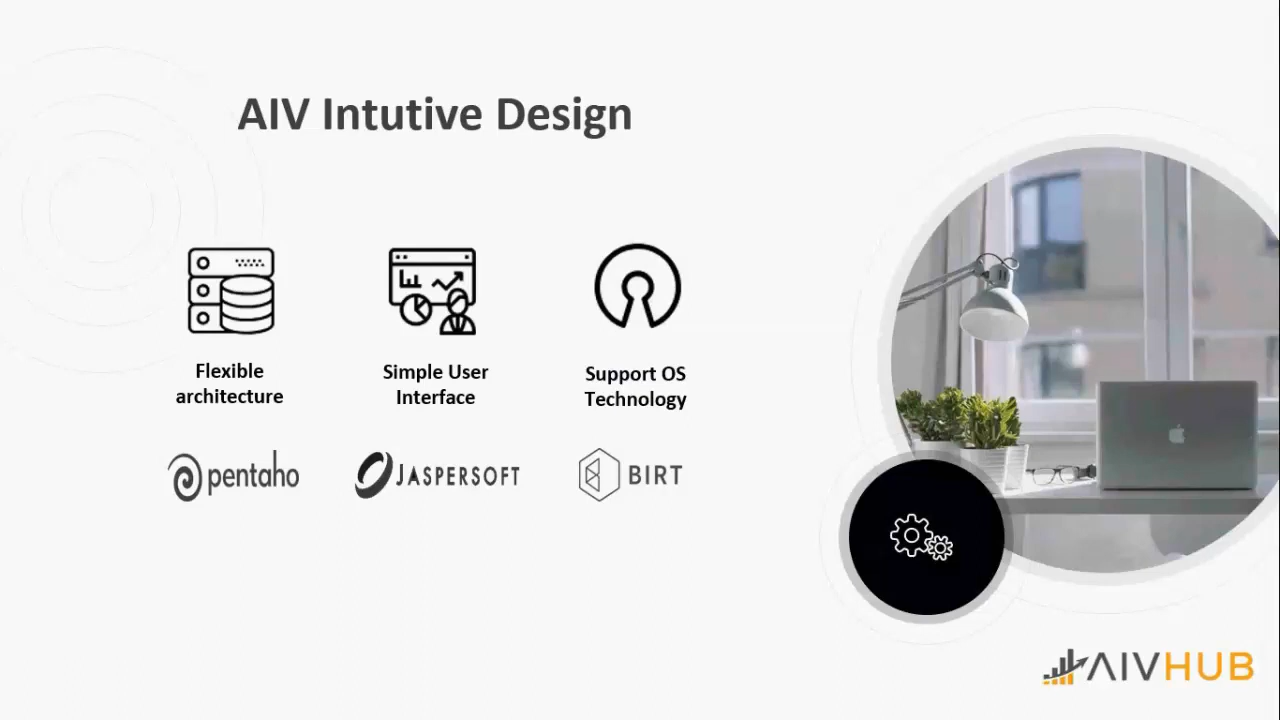 AIV Intutive Design
Flexible
architecture
Simple User
Interface
Support OS
Technology
pentaho
JASPERSOFT
BIRT
AIVHUB